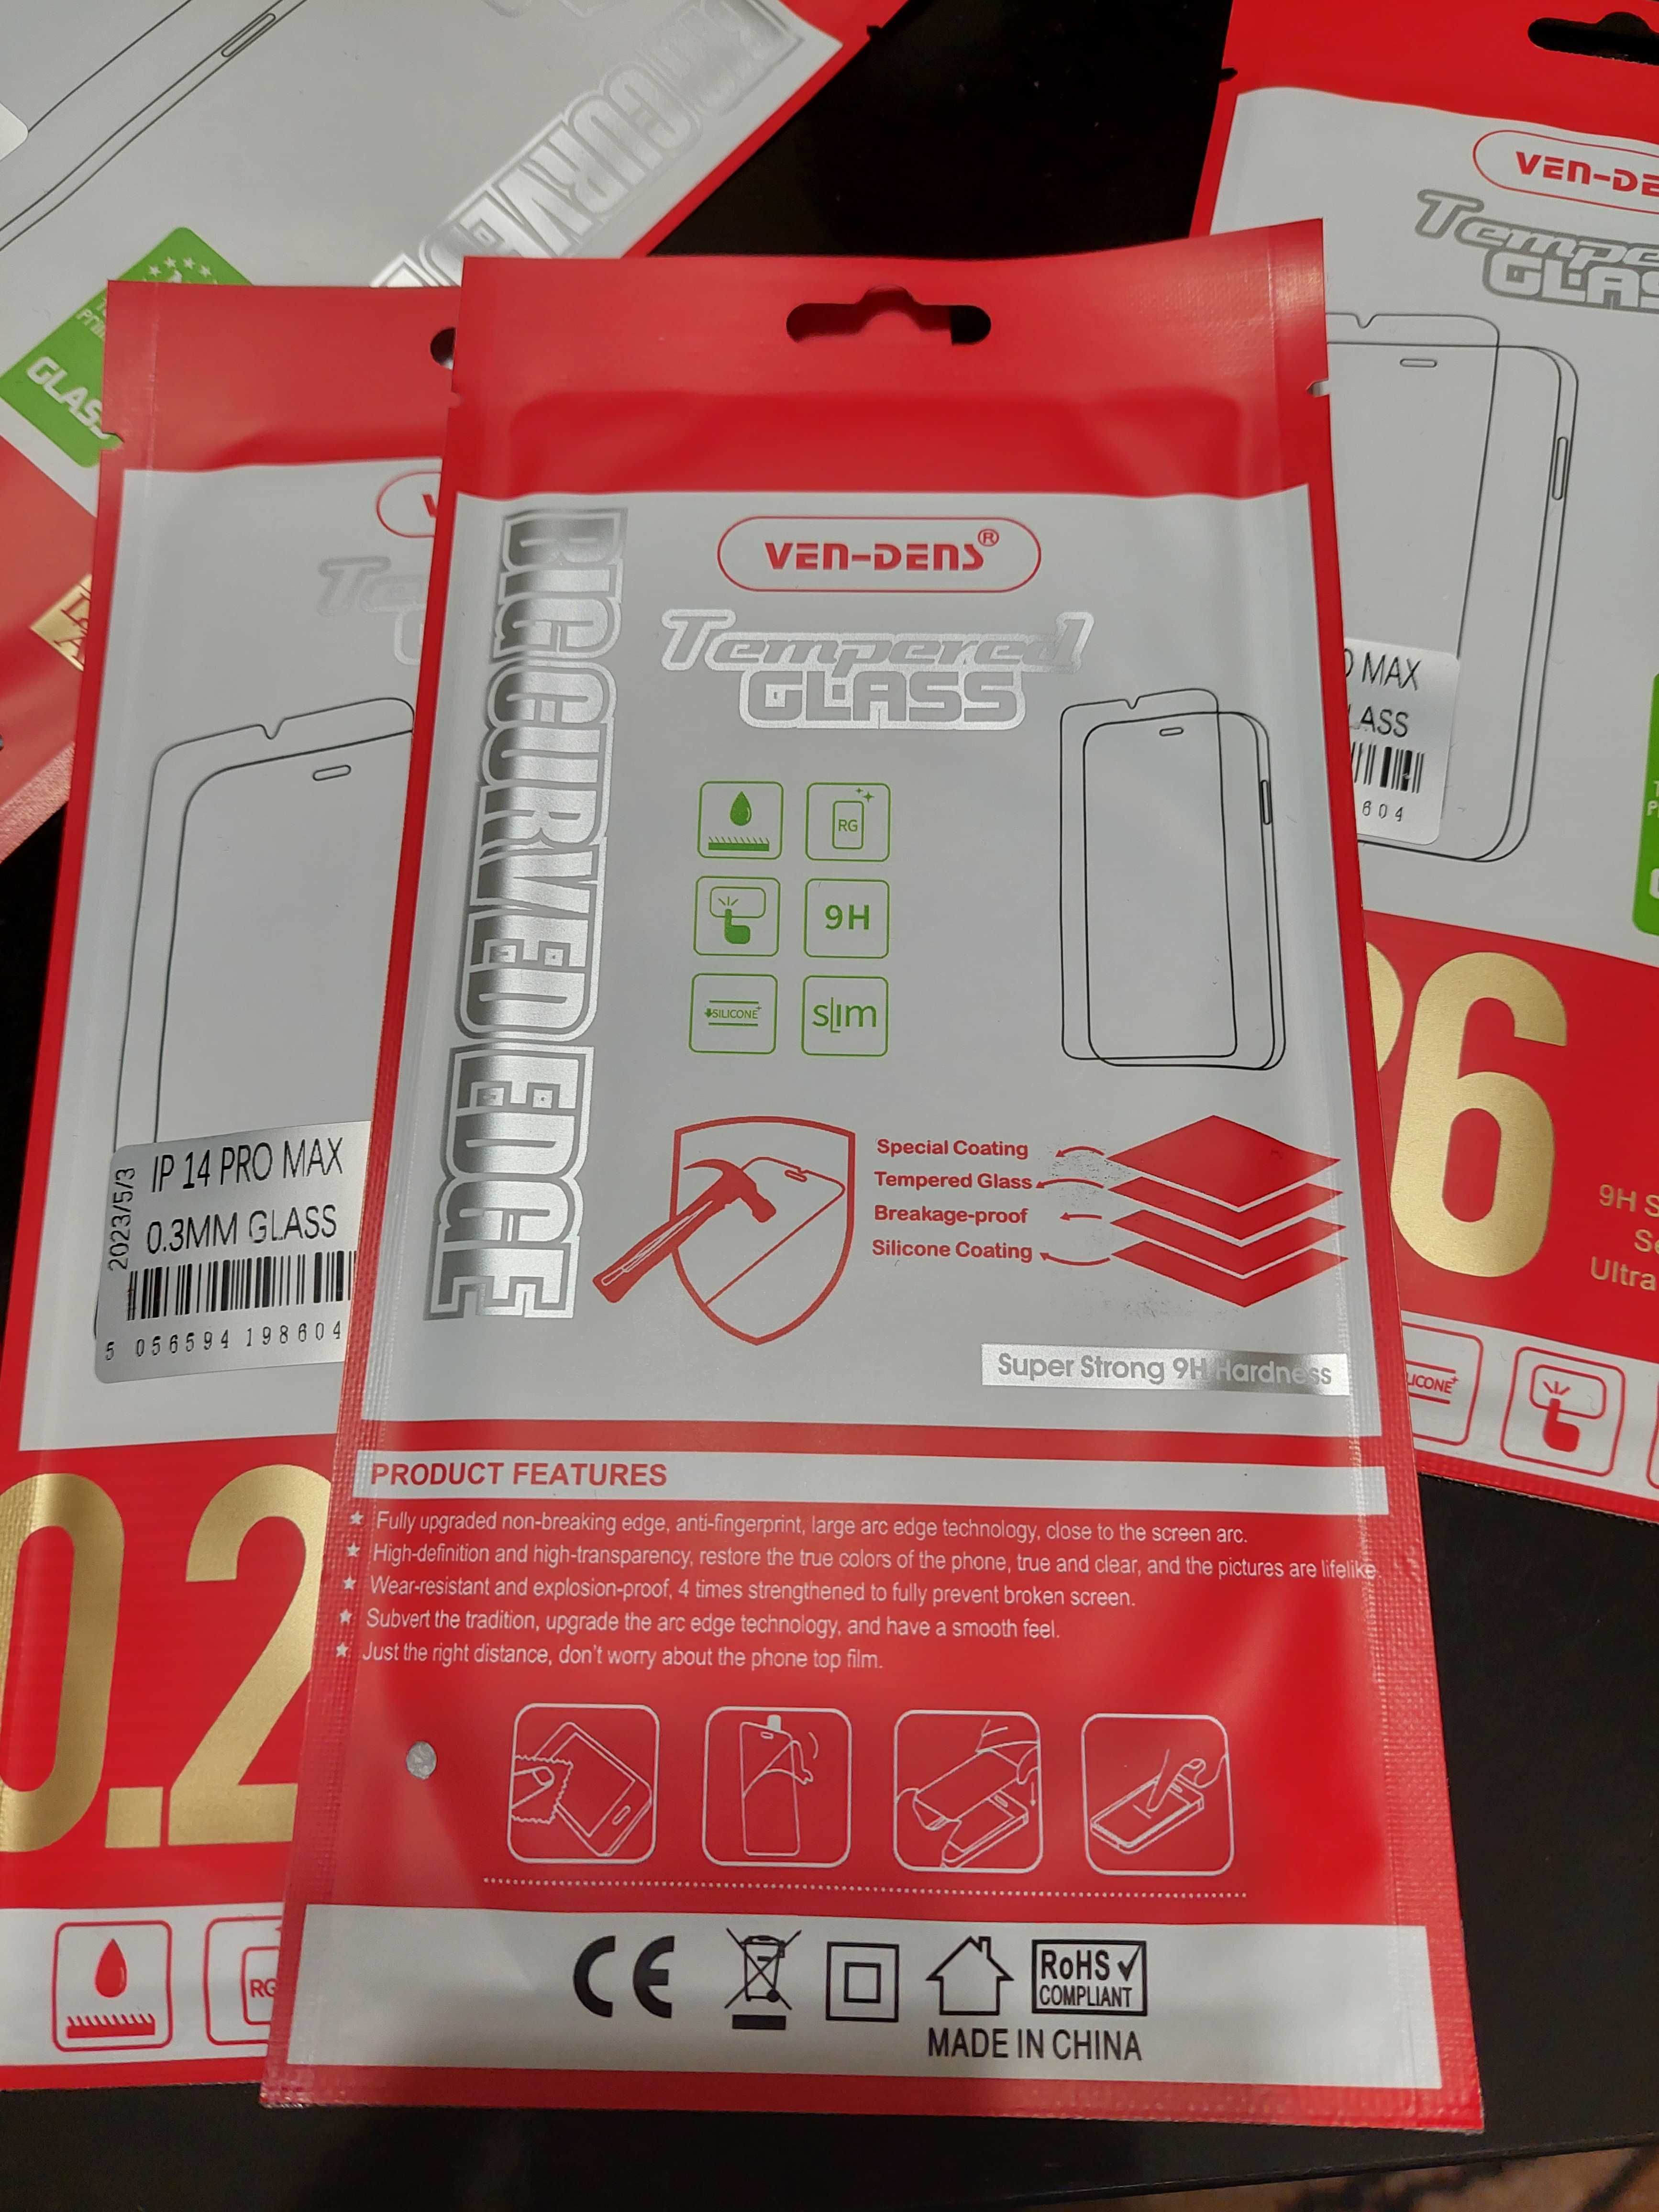 CURVED
GLASS
VEN-DE
Tempe
GLAS
MAX
LASS
604
6
9H S
Se
Ultra
ICONE+
IP 14 PRO MAX
0.3MM GLASS
2023/5/3
5 056594 198604
0.2
RG
BIG CURVED EDGE
VEN-DENS®
Tempered
GLASS
RG
9H
SILICONE+
slim
Special Coating
Tempered Glass
Breakage-proof
Silicone Coating
Super Strong 9H Hardness
PRODUCT FEATURES
★ Fully upgraded non-breaking edge, anti-fingerprint, large arc edge technology, close to the screen arc.
★ High-definition and high-transparency, restore the true colors of the phone, true and clear, and the pictures are lifelike.
★ Wear-resistant and explosion-proof, 4 times strengthened to fully prevent broken screen.
★ Subvert the tradition, upgrade the arc edge technology, and have a smooth feel.
★ Just the right distance, don't worry about the phone top film.
CE
RoHS
COMPLIANT
MADE IN CHINA